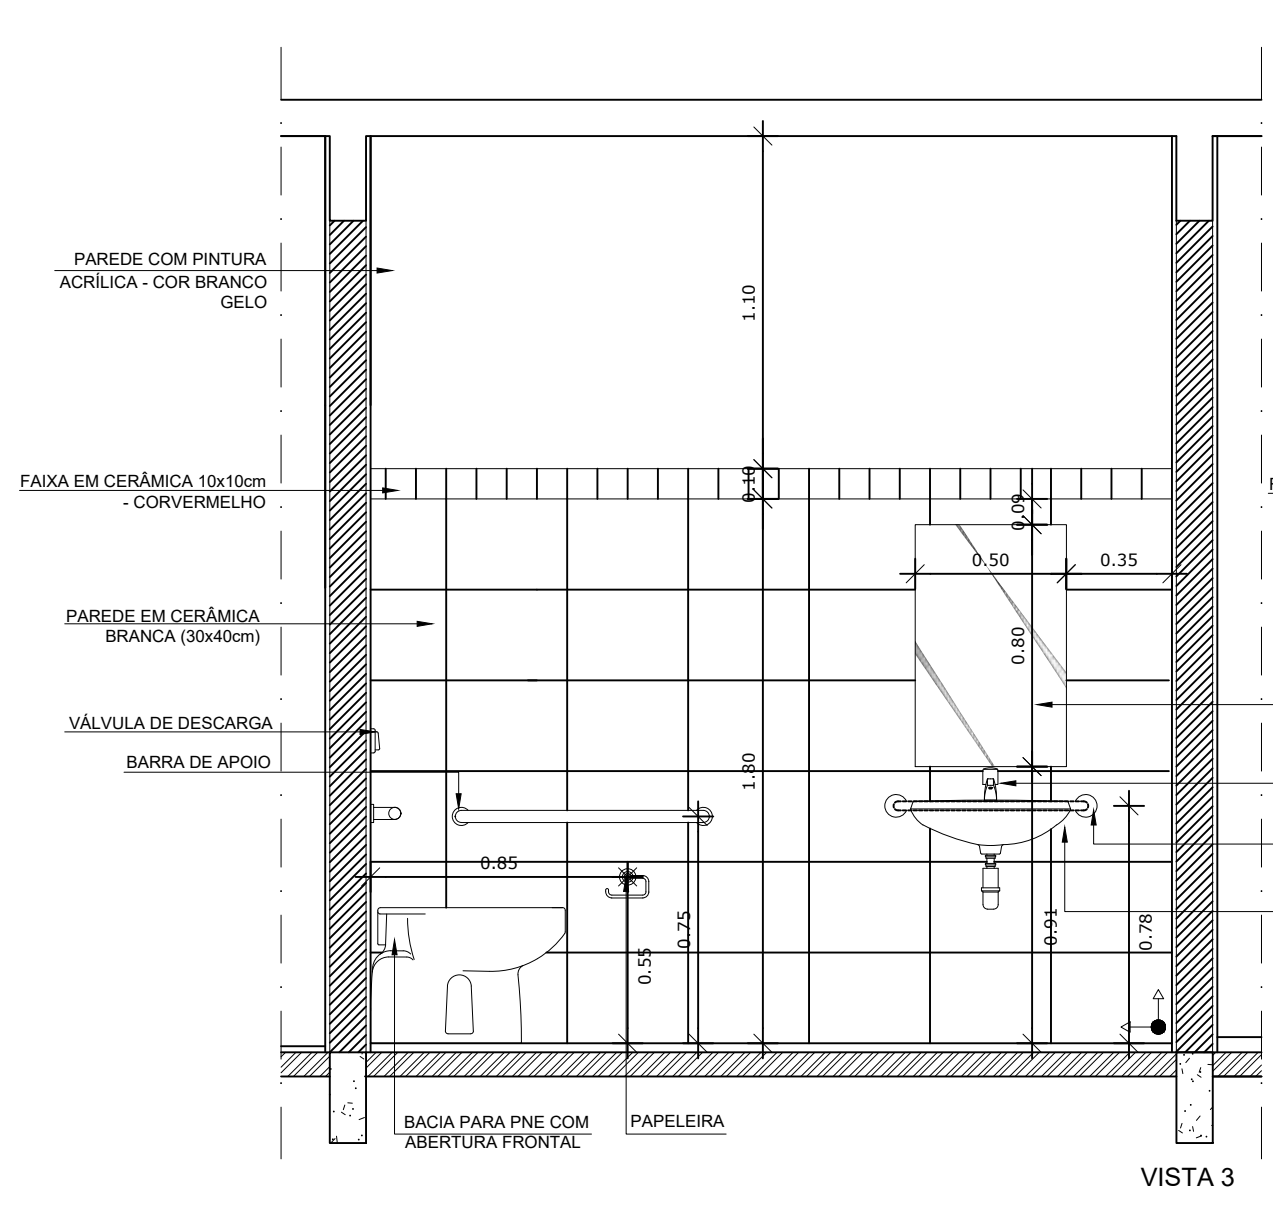 PAREDE COM PINTURA
ACRÍLICA - COR BRANCO
GELO
1.10
FAIXA EM CERÂMICA 10x10cm
- CORVERMELHO
0.10
0.09
0.50
0.35
PAREDE EM CERÂMICA
BRANCA (30x40cm)
0.80
VÁLVULA DE DESCARGA
BARRA DE APOIO
1.80
0.85
0.75
0.55
0.91
0.78
BACIA PARA PNE COM
ABERTURA FRONTAL
PAPELEIRA
VISTA 3